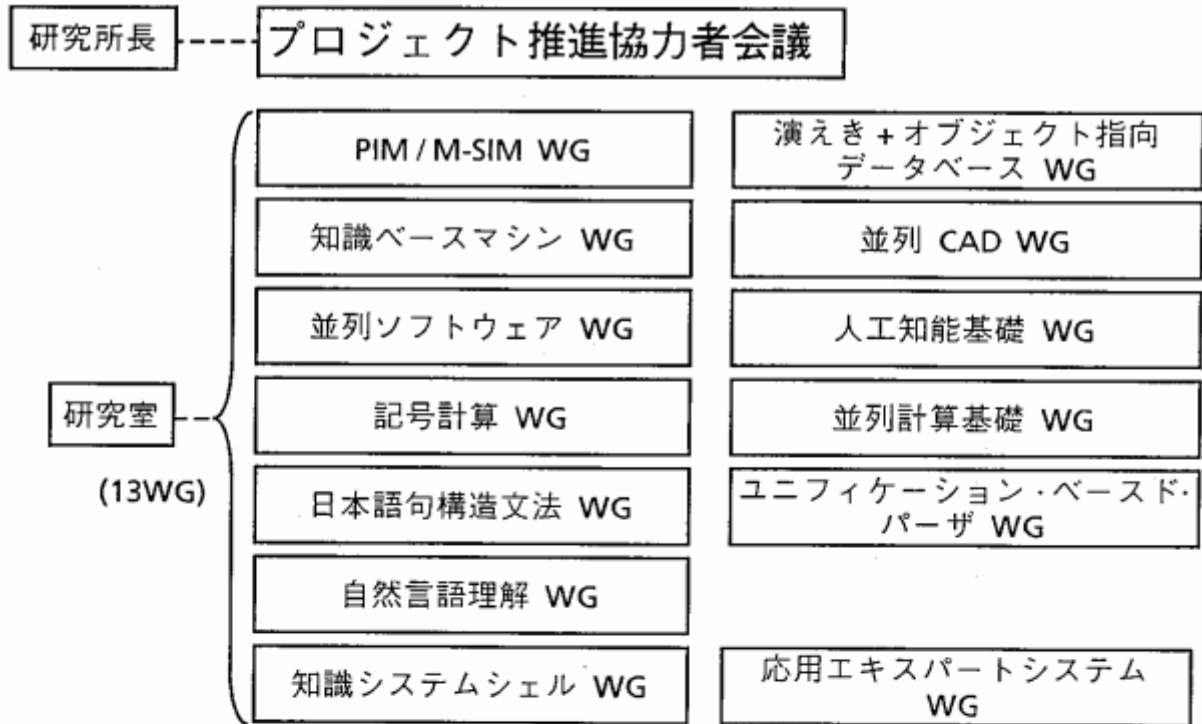 研究所長
プロジェクト推進協力者会議
PIM / M-SIM WG
演えき + オブジェクト指向
データベース WG
知識ベースマシン WG
並列 CAD WG
並列ソフトウェア WG
人工知能基礎 WG
研究室
(13WG)
記号計算 WG
並列計算基礎 WG
日本語句構造文法 WG
ユニフィケーション・ベースド・
パーザ WG
自然言語理解 WG
知識システムシェル WG
応用エキスパートシステム
WG